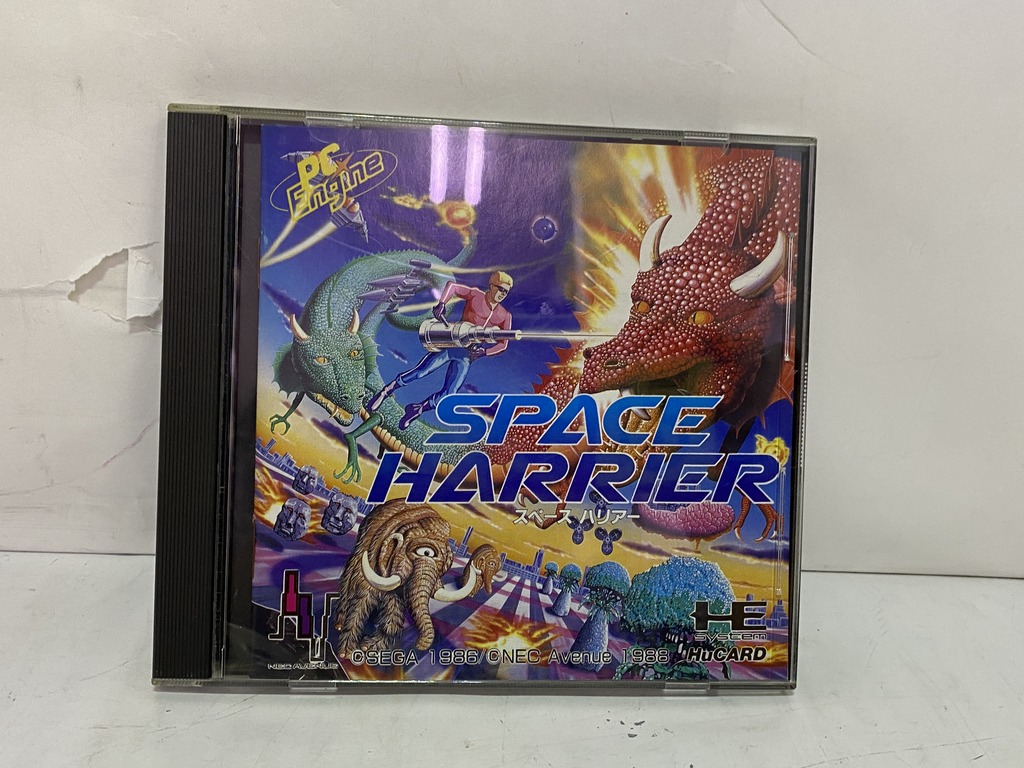 PC
Engine
SPACE
HARRIER
スペース ハリアー
NEC AVENUE
©SEGA 1986/©NEC Avenue 1988
HE
SYSTEM
HuCARD